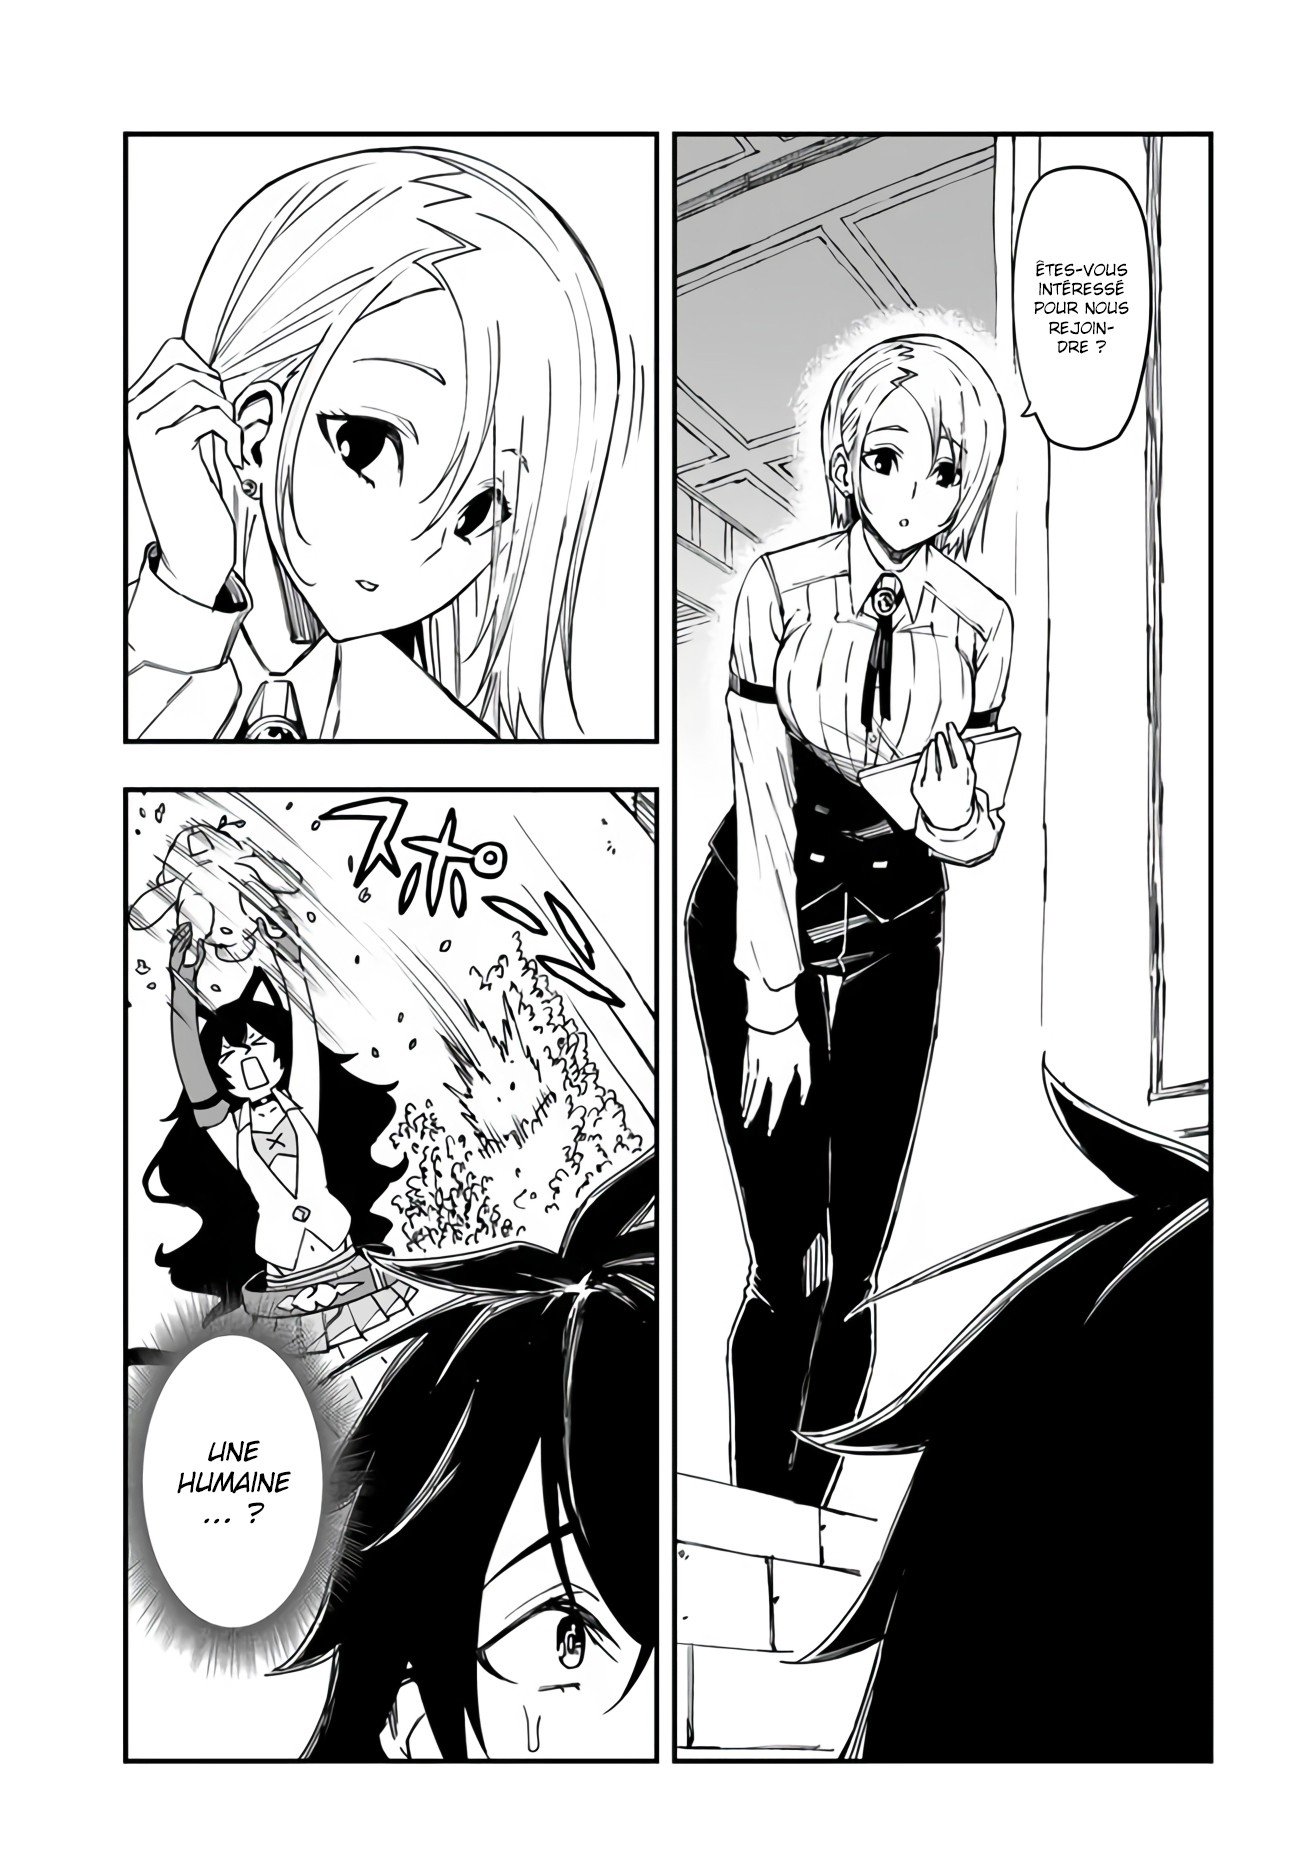 ÊTES-VOUS
INTÉRESSÉ
POUR NOUS
REJOIN-
DRE ?
スポーン
UNE
HUMAINE
... ?